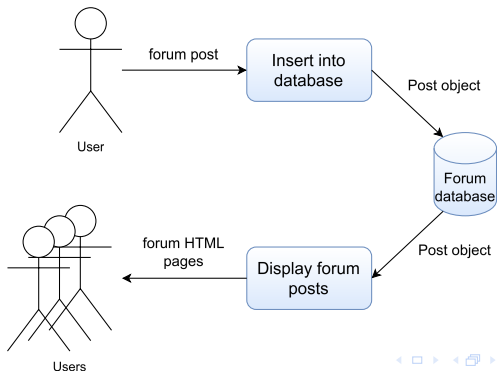 forum post
Insert into
database
Post object
User
Forum
database
Post object
forum HTML
pages
Display forum
posts
Users